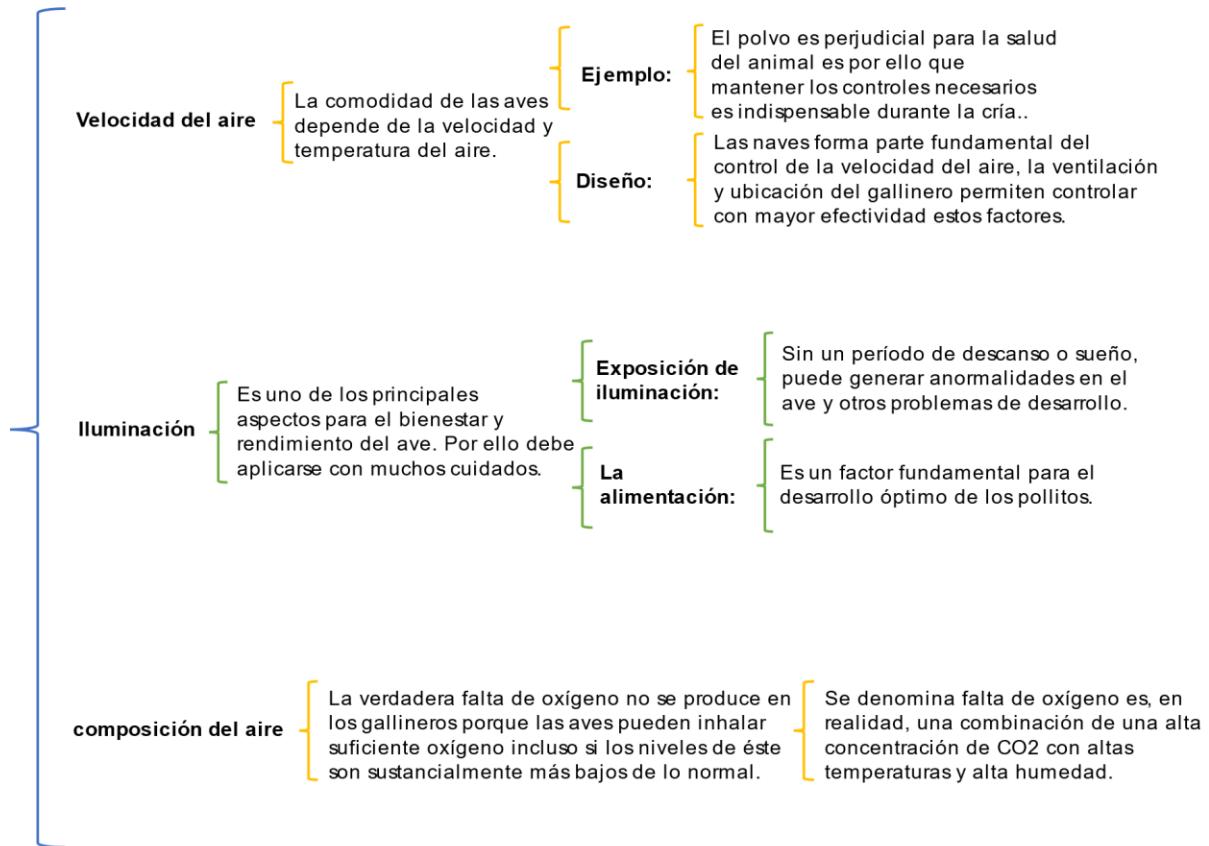 Velocidad del aire
La comodidad de las aves
depende de la velocidad y
temperatura del aire.
Ejemplo:
El polvo es perjudicial para la salud
del animal es por ello que
mantener los controles necesarios
es indispensable durante la cría..
Diseño:
Las naves forma parte fundamental del
control de la velocidad del aire, la ventilación
y ubicación del gallinero permiten controlar
con mayor efectividad estos factores.
Iluminación
Es uno de los principales
aspectos para el bienestar y
rendimiento del ave. Por ello debe
aplicarse con muchos cuidados.
Exposición de
iluminación:
Sin un período de descanso o sueño,
puede generar anormalidades en el
ave y otros problemas de desarrollo.
La
alimentación:
Es un factor fundamental para el
desarrollo óptimo de los pollitos.
composición del aire
La verdadera falta de oxígeno no se produce en
los gallineros porque las aves pueden inhalar
suficiente oxígeno incluso si los niveles de éste
son sustancialmente más bajos de lo normal.
Se denomina falta de oxígeno es, en
realidad, una combinación de una alta
concentración de CO2 con altas
temperaturas y alta humedad.